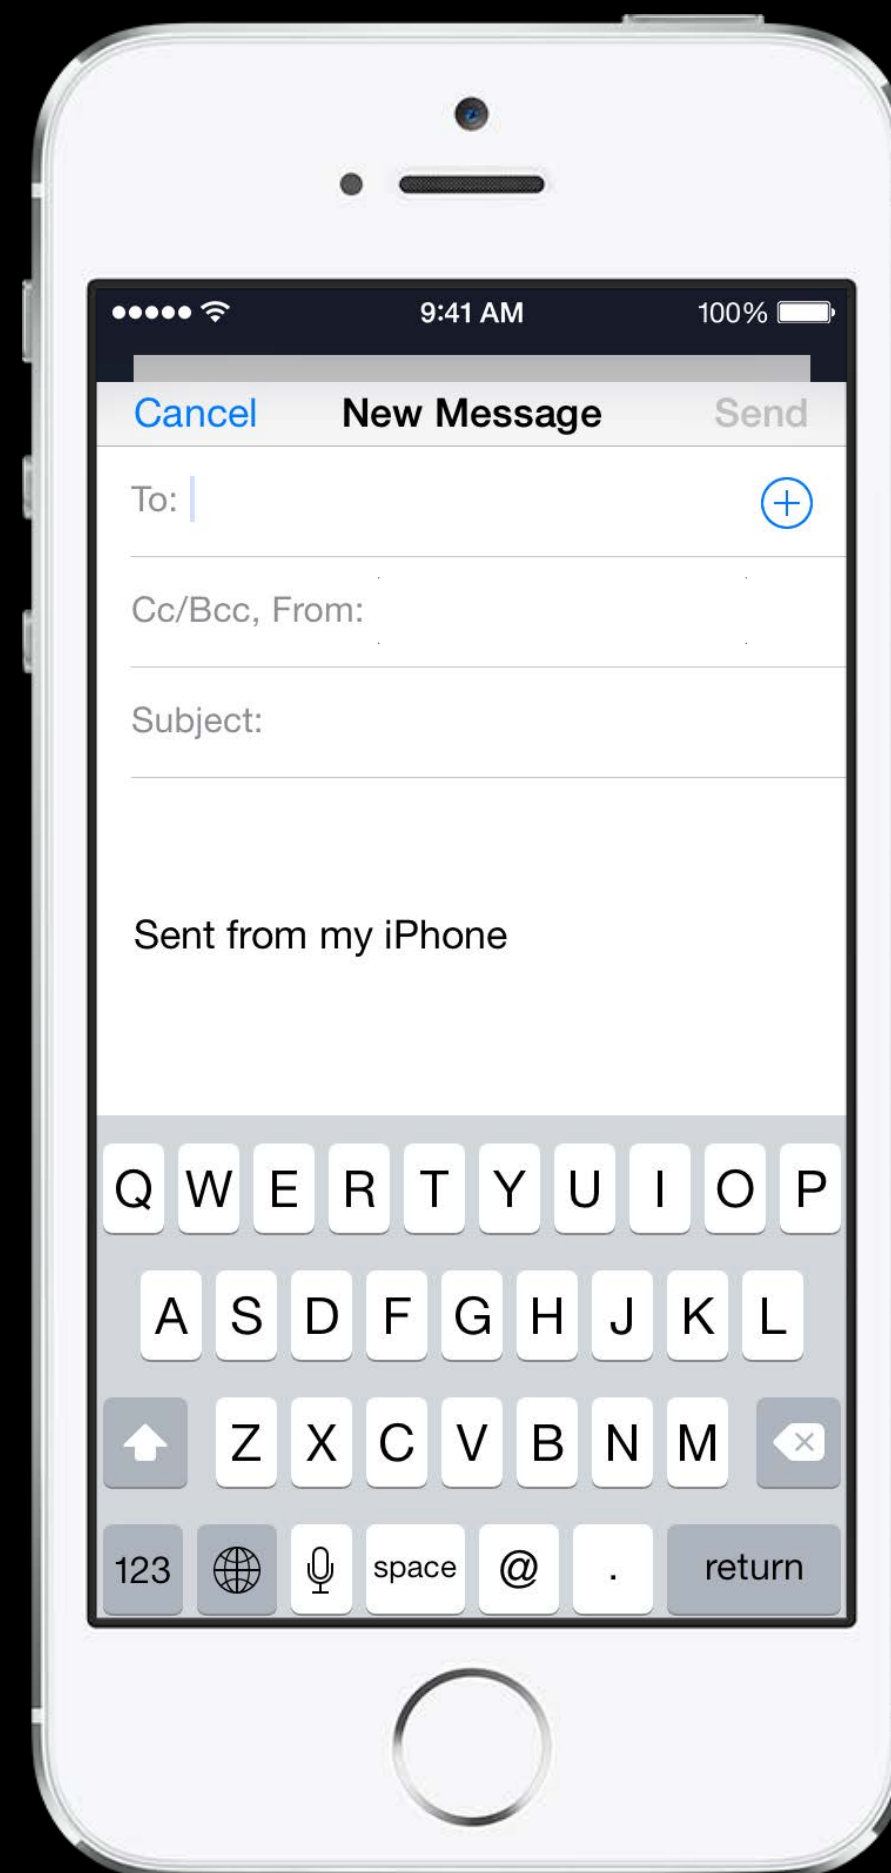 9:41 AM 100%
Cancel New Message Send
To:
Cc/Bcc, From:
Subject:
Sent from my iPhone
Q W E R T Y U I O P
A S D F G H J K L
Z X C V B N M
123 space @ . return